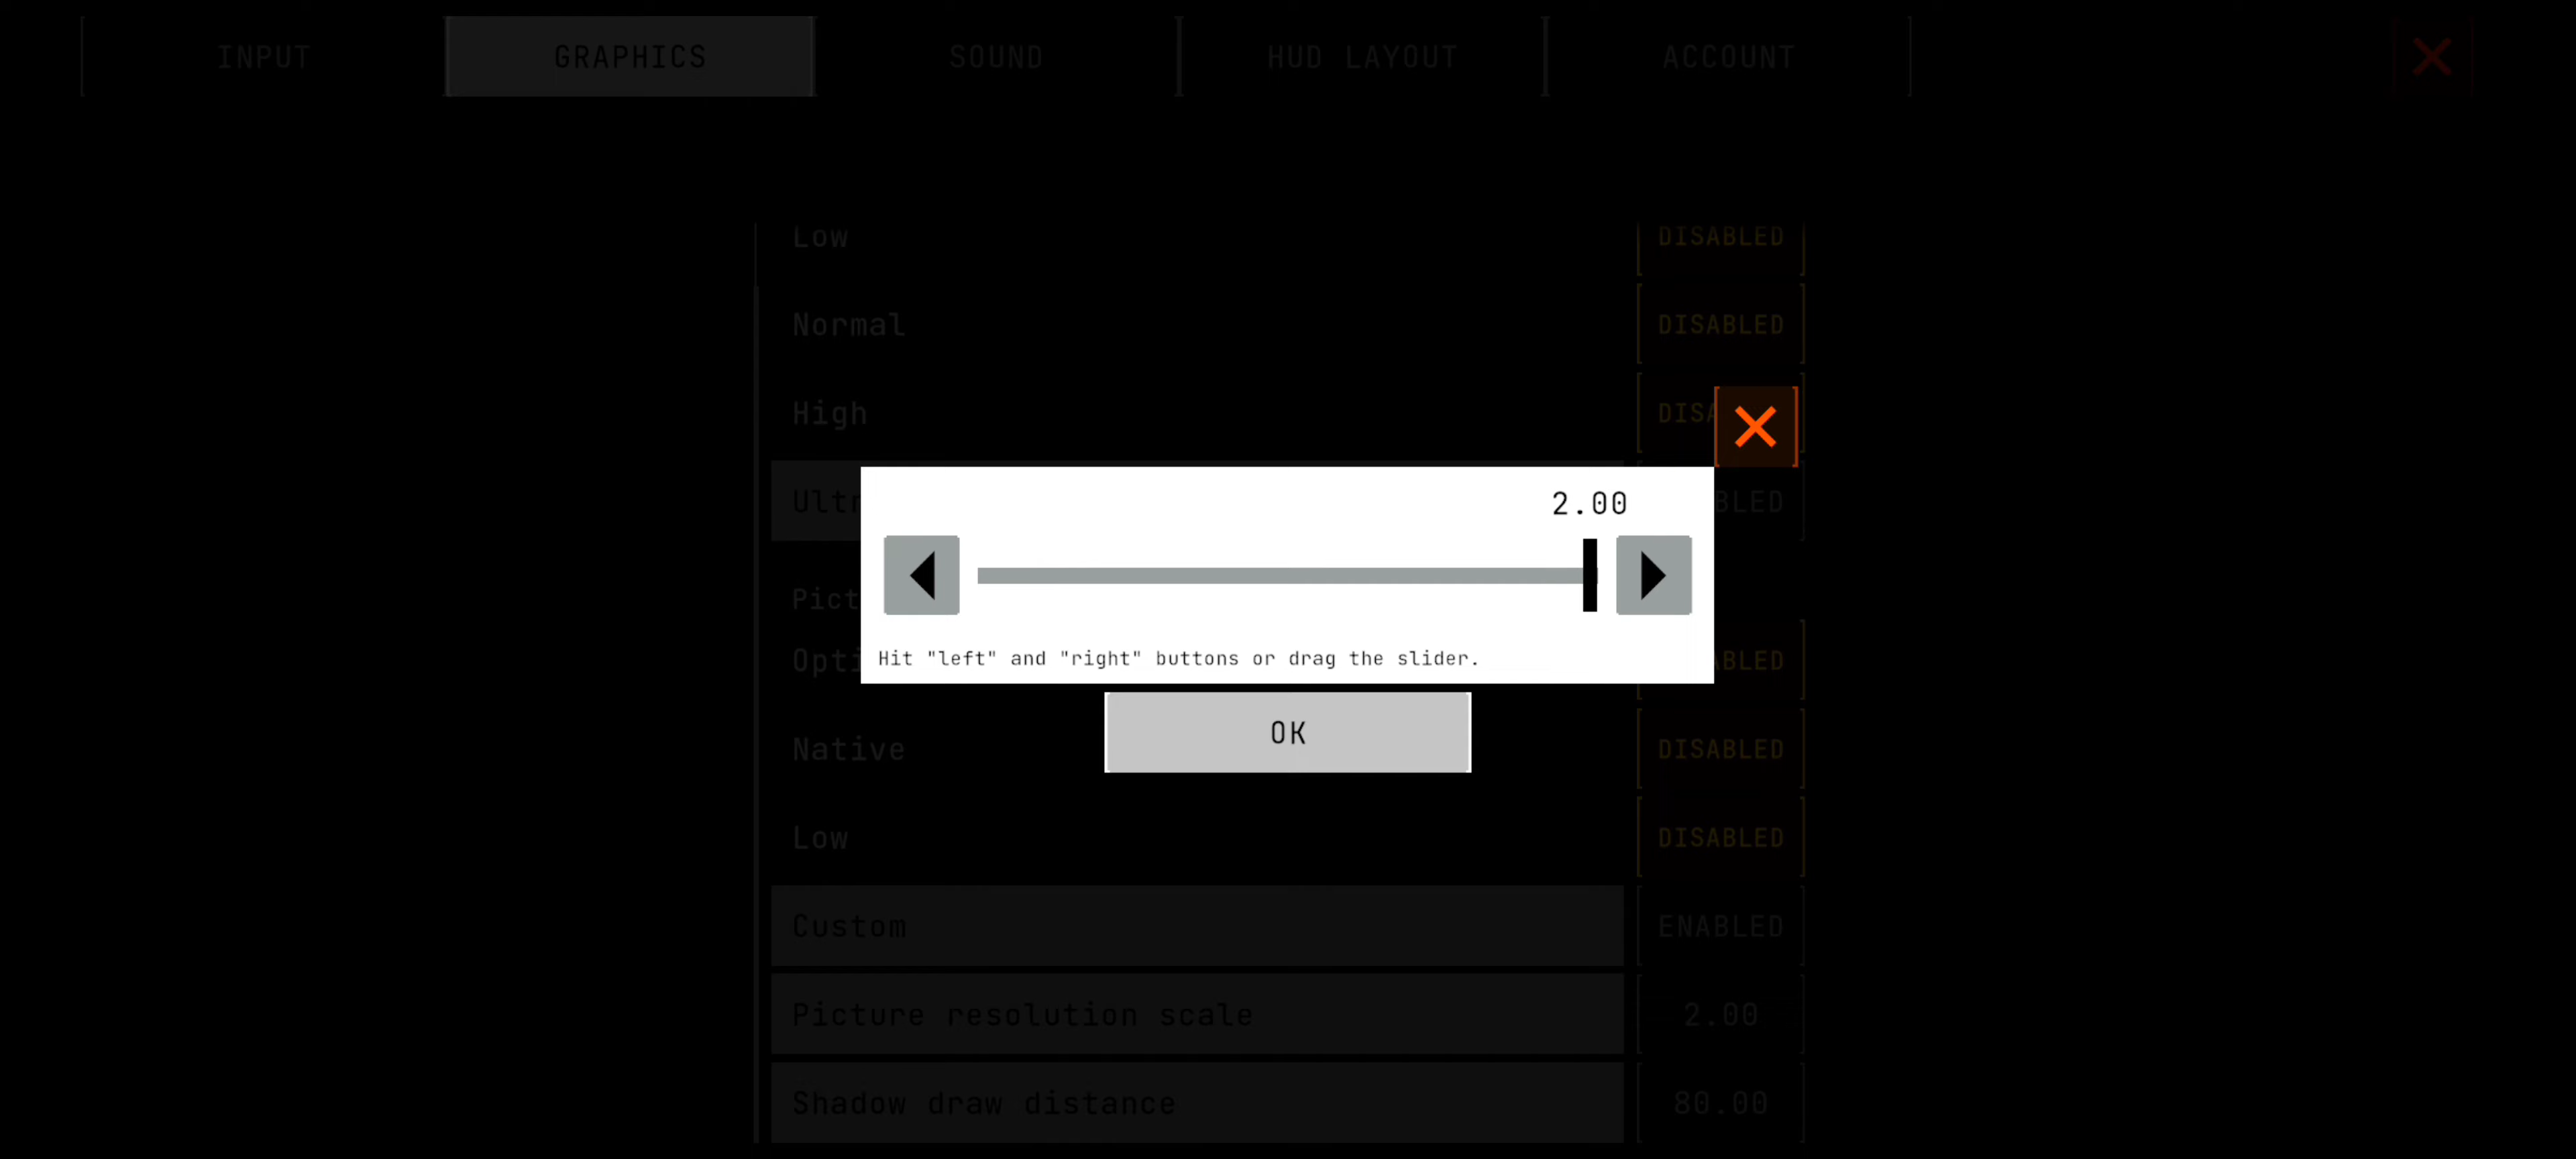 INPUT GRAPHICS SOUND HUD LAYOUT ACCOUNT
Low DISABLED
Normal DISABLED
High
2.00
Hit "left" and "right" buttons or drag the slider.
OK
Native DISABLED
Low DISABLED
Custom ENABLED
Picture resolution scale 2.00
Shadow draw distance 80.00